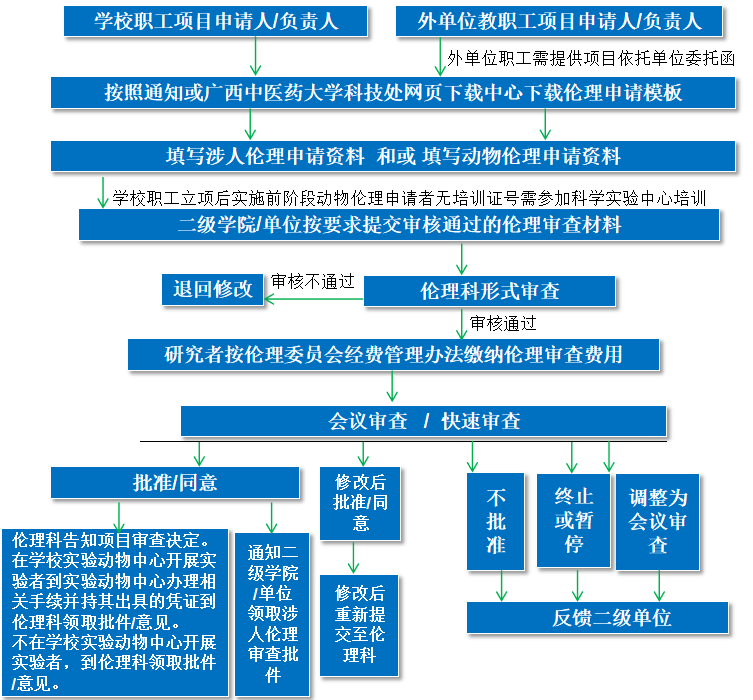 学校职工项目申请人/负责人
外单位教职工项目申请人/负责人
外单位职工需提供项目依托单位委托函
按照通知或广西中医药大学科技处网页下载中心下载伦理申请模板
填写涉人伦理申请资料 和或 填写动物伦理申请资料
学校职工立项后实施前阶段动物伦理申请者无培训证号需参加科学实验中心培训
二级学院/单位按要求提交审核通过的伦理审查材料
退回修改
审核不通过
伦理科形式审查
审核通过
研究者按伦理委员会经费管理办法缴纳伦理审查费用
会议审查 / 快速审查
批准/同意
修改后
批准/同
意
不
批
准
终止
或暂
停
调整为
会议审
查
伦理科告知项目审查决定。
在学校实验动物中心开展实
验者到实验动物中心办理相
关手续并持其出具的凭证到
伦理科领取批件/意见。
不在学校实验动物中心开展
实验者，到伦理科领取批件
/意见。
通知二
级学院
/单位
领取涉
人伦理
审查批
件
修改后
重新提
交至伦
理科
反馈二级单位